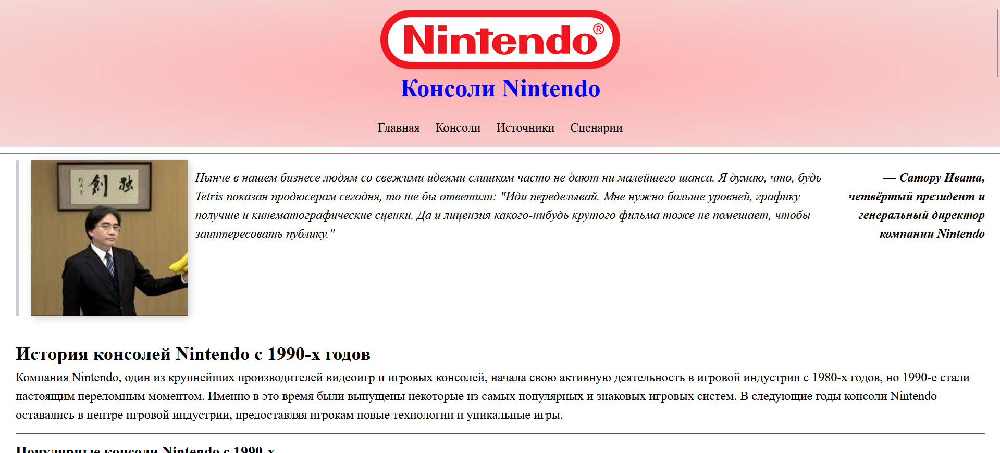 Nintendo®
Консоли Nintendo
Главная Консоли Источники Сценарии
Нынче в нашем бизнесе людям со свежими идеями слишком часто не дают ни малейшего шанса. Я думаю, что, будь
Tetris показан продюсерам сегодня, то те бы ответили: "Иди переделывай. Мне нужно больше уровней, графику
получше и кинематографические сценки. Да и лицензия какого-нибудь крутого фильма тоже не помешает, чтобы
заинтересовать публику."
— Сатору Ивата,
четвёртый президент и
генеральный директор
компании Nintendo
История консолей Nintendo с 1990-х годов
Компания Nintendo, один из крупнейших производителей видеоигр и игровых консолей, начала свою активную деятельность в игровой индустрии с 1980-х годов, но 1990-е стали
настоящим переломным моментом. Именно в это время были выпущены некоторые из самых популярных и знаковых игровых систем. В следующие годы консоли Nintendo
оставались в центре игровой индустрии, предоставляя игрокам новые технологии и уникальные игры.
Популярные консоли Nintendo с 1990-х